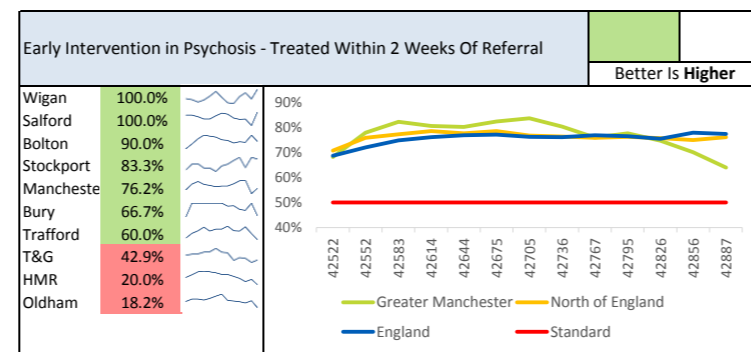 Early Intervention in Psychosis - Treated Within 2 Weeks Of Referral
Better Is Higher
Wigan 100.0%
Salford 100.0%
Bolton 90.0%
Stockport 83.3%
Mancheste 76.2%
Bury 66.7%
Trafford 60.0%
T&G 42.9%
HMR 20.0%
Oldham 18.2%
90%
80%
70%
60%
50%
40%
42522 42552 42583 42614 42644 42675 42705 42736 42767 42795 42826 42856 42887
Greater Manchester North of England
England Standard